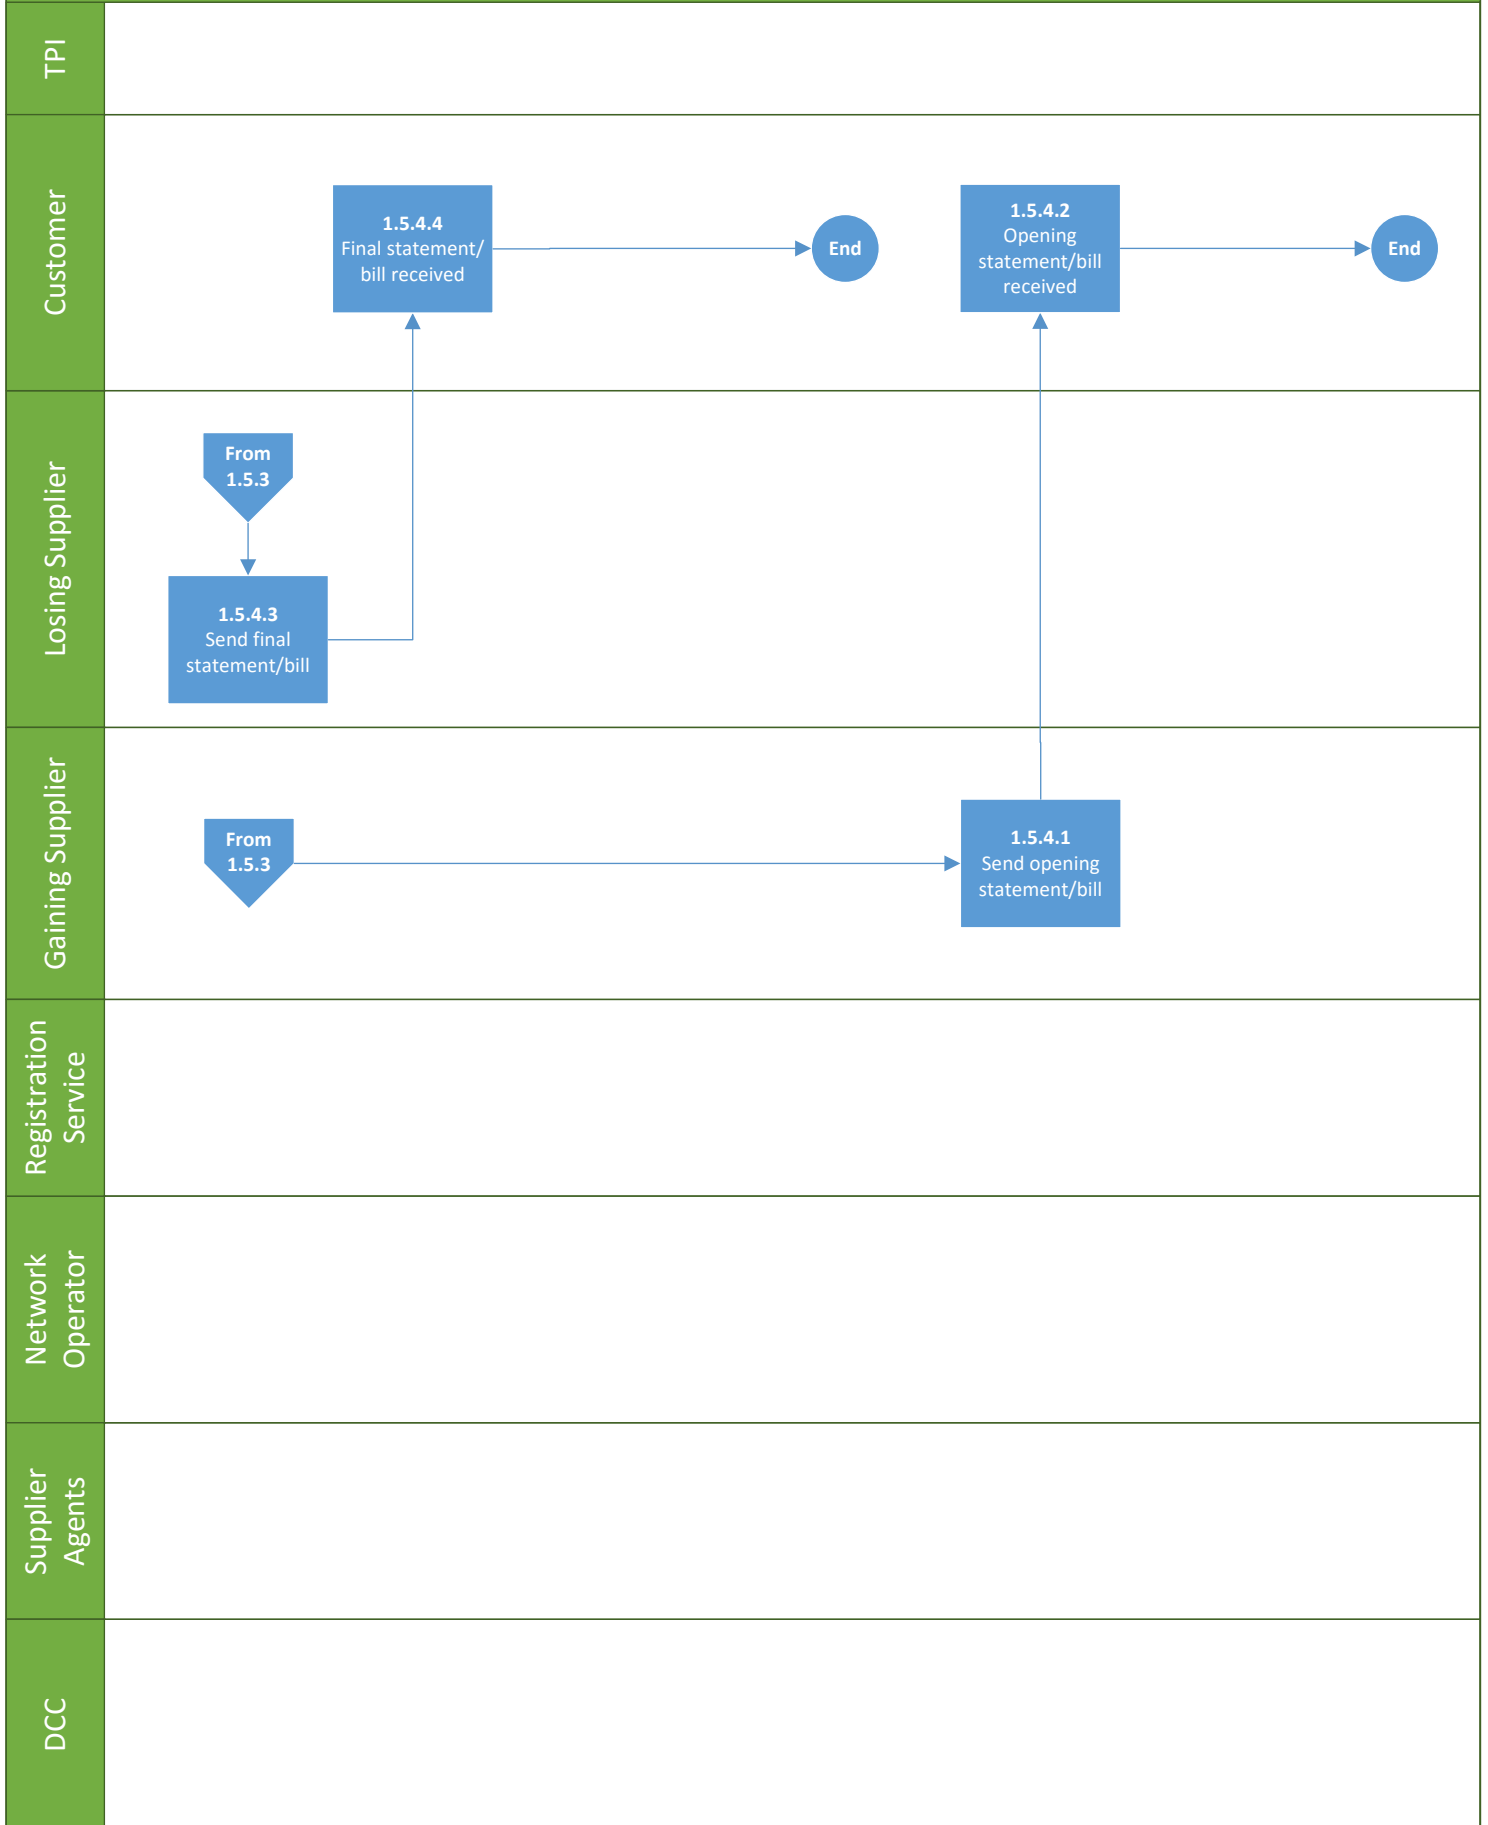 TPI
Customer
1.5.4.4
Final statement/
bill received
End
1.5.4.2
Opening
statement/bill
received
End
Losing Supplier
From
1.5.3
1.5.4.3
Send final
statement/bill
Gaining Supplier
From
1.5.3
1.5.4.1
Send opening
statement/bill
Registration
Service
Network
Operator
Supplier
Agents
DCC